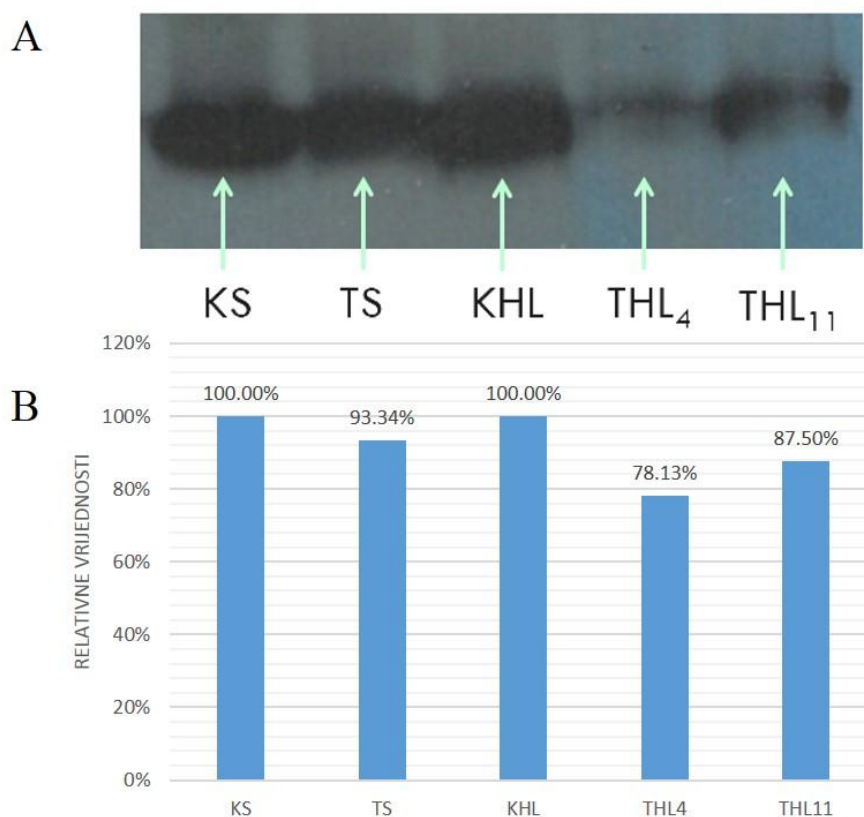 A
KS TS KHL THL₄ THL₁₁
B
120%
100%
80%
60%
40%
20%
0%
RELATIVNE VRIJEDNOSTI
100.00% 93.34% 100.00% 78.13% 87.50%
KS TS KHL THL4 THL11